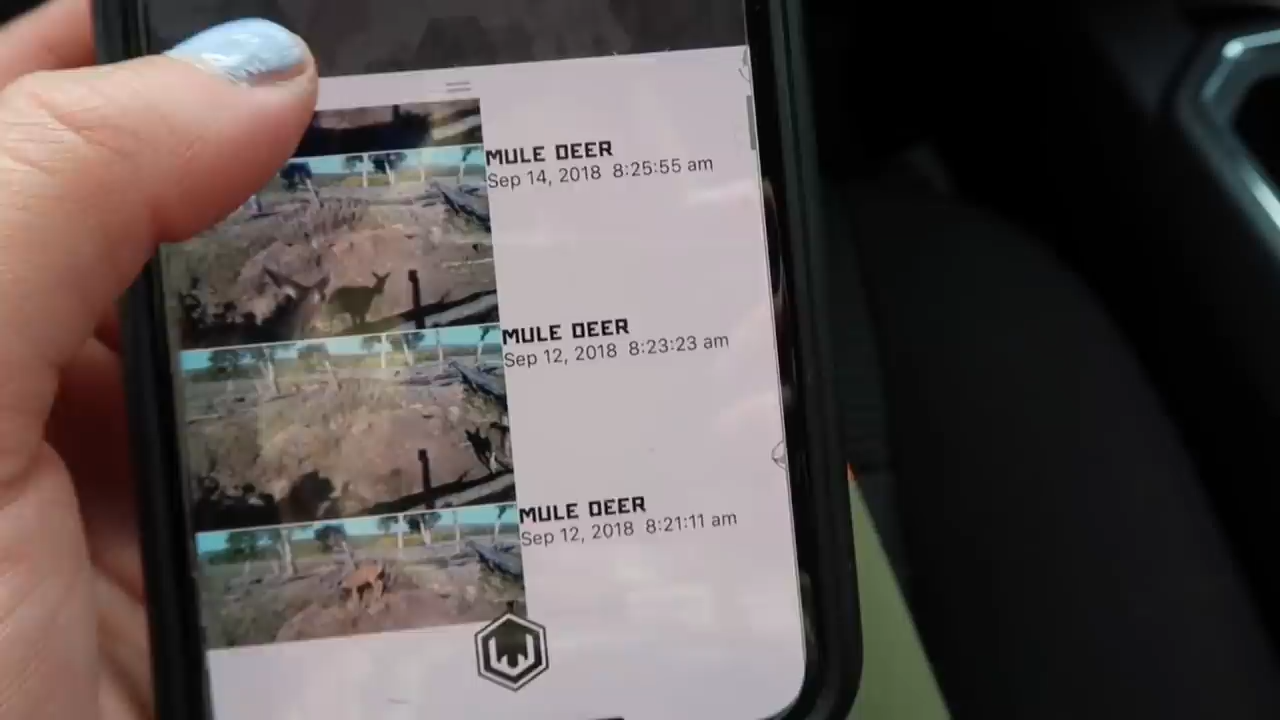 MULE DEER
Sep 14, 2018 8:25:55 am
MULE DEER
Sep 12, 2018 8:23:23 am
MULE DEER
Sep 12, 2018 8:21:11 am